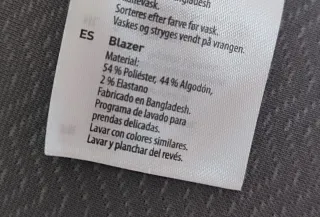 Sorteres efter farve før vask.
Vaskes og stryges vendt på vrangen.
ES Blazer
Material:
54 % Poliéster, 44 % Algodón,
2 % Elastano
Fabricado en Bangladesh.
Programa de lavado para
prendas delicadas.
Lavar con colores similares.
Lavar y planchar del revés.